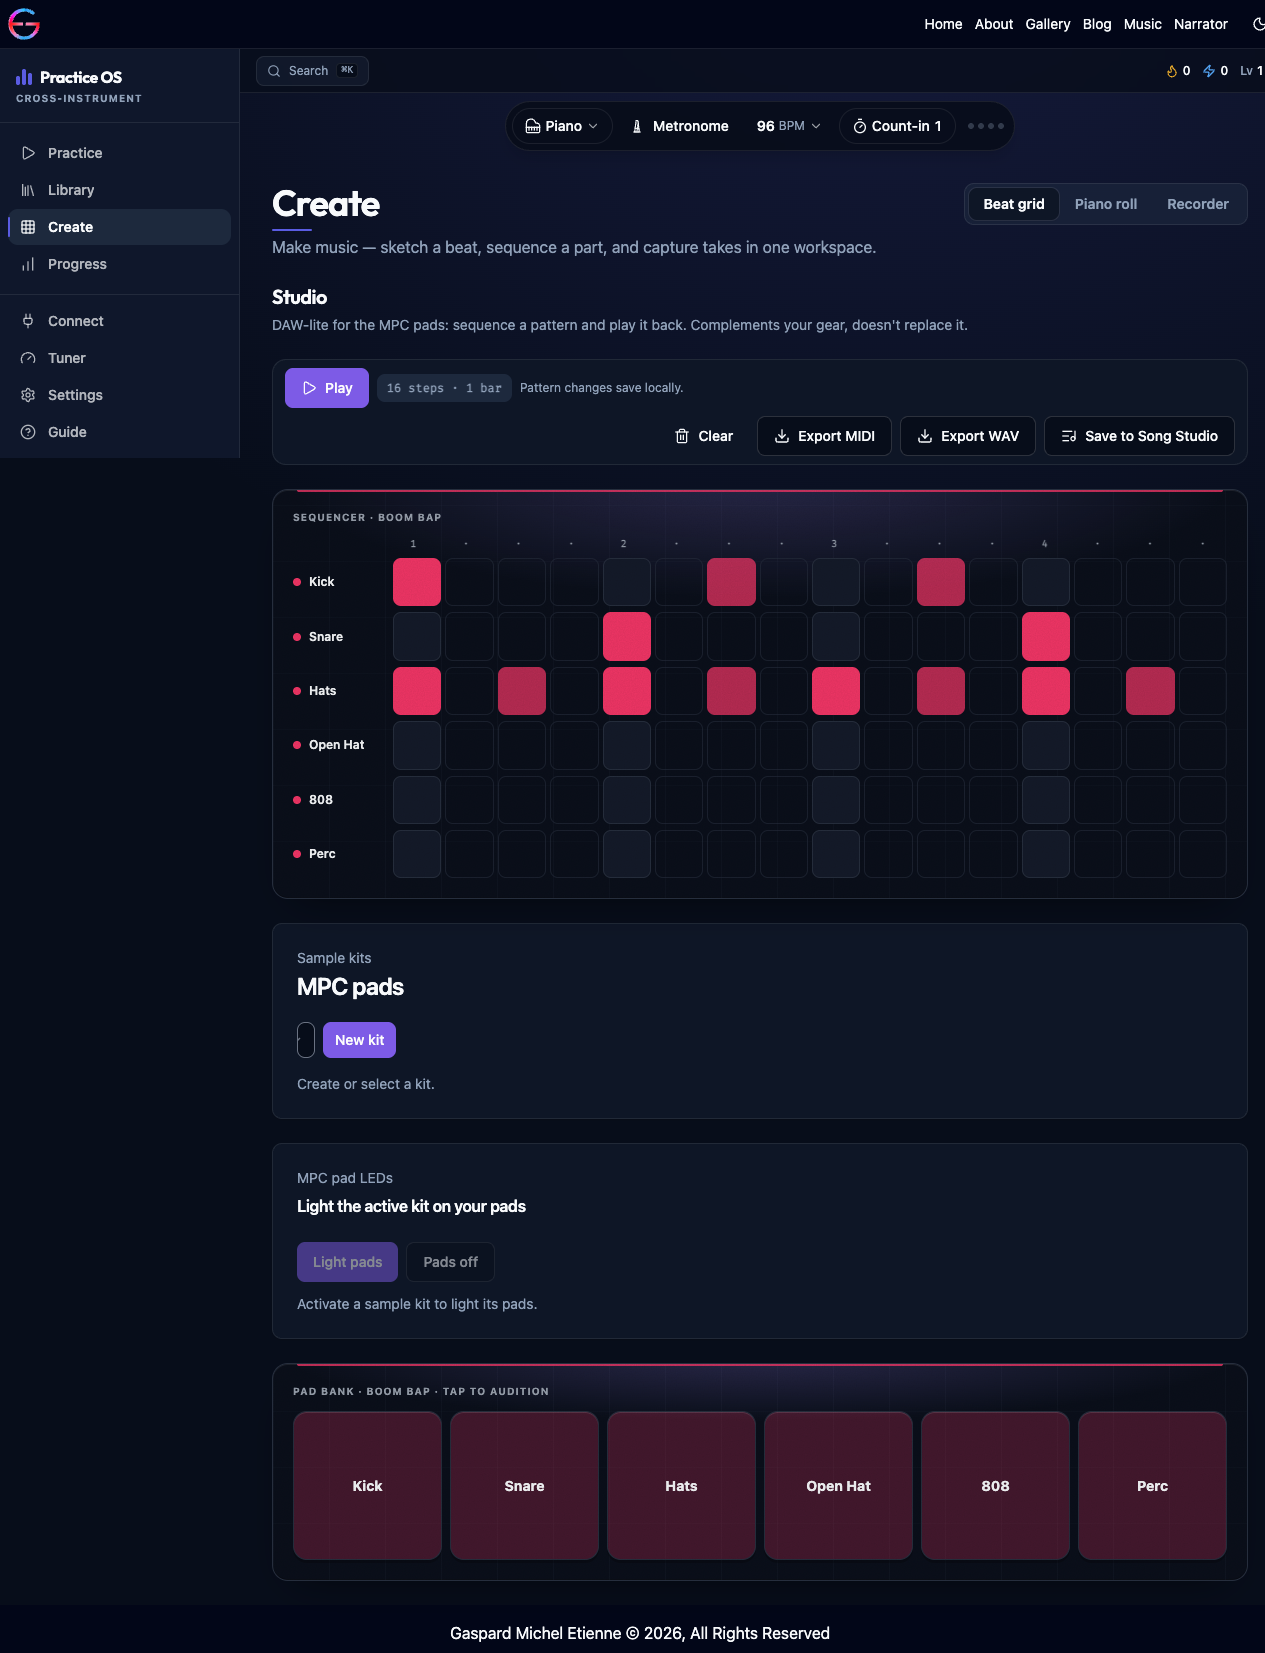 Home About Gallery Blog Music Narrator
Practice OS
CROSS-INSTRUMENT
Search ⌘K
0 0 Lv 1
Piano Metronome 96 BPM Count-in 1
Practice
Library
Create
Progress
Connect
Tuner
Settings
Guide
Create
Beat grid Piano roll Recorder
Make music — sketch a beat, sequence a part, and capture takes in one workspace.
Studio
DAW-lite for the MPC pads: sequence a pattern and play it back. Complements your gear, doesn't replace it.
Play 16 steps · 1 bar Pattern changes save locally.
Clear Export MIDI Export WAV Save to Song Studio
SEQUENCER · BOOM BAP
1 · · · 2 · · · 3 · · · 4 · · ·
Kick
Snare
Hats
Open Hat
808
Perc
Sample kits
MPC pads
New kit
Create or select a kit.
MPC pad LEDs
Light the active kit on your pads
Light pads Pads off
Activate a sample kit to light its pads.
PAD BANK · BOOM BAP · TAP TO AUDITION
Kick Snare Hats Open Hat 808 Perc
Gaspard Michel Etienne © 2026, All Rights Reserved